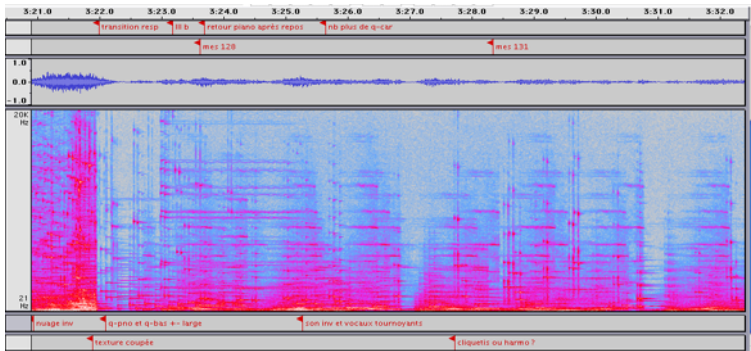 3:21.0 3:22.0 3:23.0 3:24.0 3:25.0 3:26.0 3:27.0 3:28.0 3:29.0 3:30.0 3:31.0 3:32.0
transition resp III b retour piano après repos nb plus de q-car
mes 128 mes 131
1.0
0.0
-1.0
20K
Hz
21
Hz
nuage inv q-pno et q-bas +- large son inv et vocaux tournoyants
texture coupée cliquetis ou harmo ?